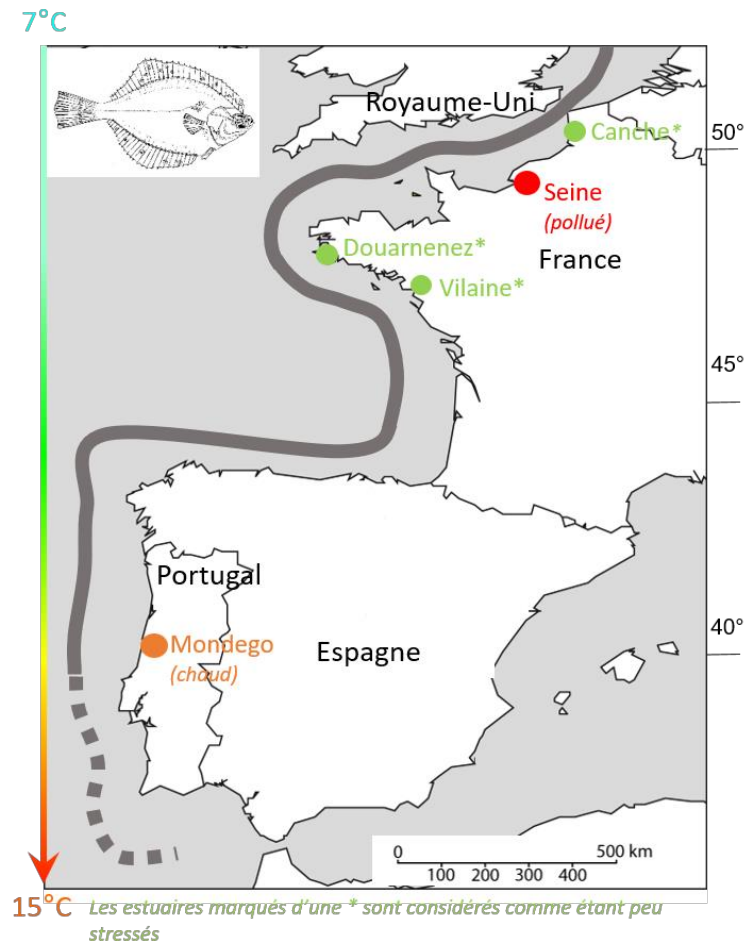 7°C
Royaume-Uni
Canche*
50°
Seine
(pollué)
Douarnenez*
France
Vilaine*
45°
Portugal
40°
Mondego
(chaud)
Espagne
0 500 km
100 200 300 400
15°C
Les estuaires marqués d'une * sont considérés comme étant peu
stressés